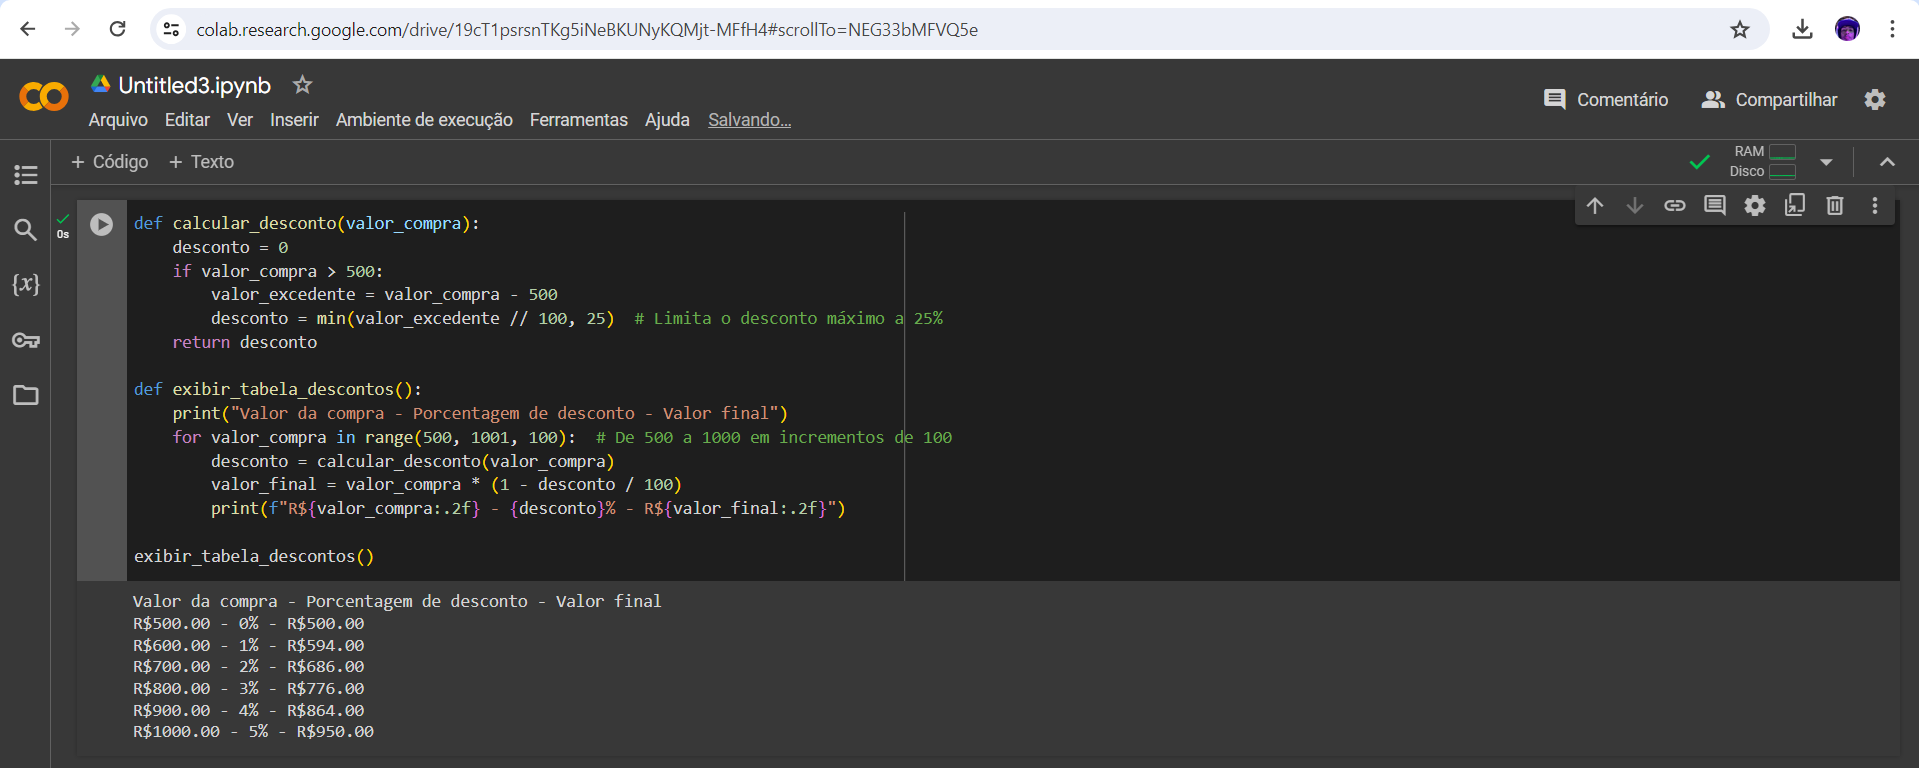 colab.research.google.com/drive/19cT1psrsnTKg5iNeBKUNyKQMjt-MFfH4#scrollTo=NEG33bMFVQ5e
CO
Untitled3.ipynb
Arquivo Editar Ver Inserir Ambiente de execução Ferramentas Ajuda Salvando...
Comentário
Compartilhar
+ Código + Texto
RAM
Disco
{x}
0s
def calcular_desconto(valor_compra):
    desconto = 0
    if valor_compra > 500:
        valor_excedente = valor_compra - 500
        desconto = min(valor_excedente // 100, 25)  # Limita o desconto máximo a 25%
    return desconto

def exibir_tabela_descontos():
    print("Valor da compra - Porcentagem de desconto - Valor final")
    for valor_compra in range(500, 1001, 100):  # De 500 a 1000 em incrementos de 100
        desconto = calcular_desconto(valor_compra)
        valor_final = valor_compra * (1 - desconto / 100)
        print(f"R${valor_compra:.2f} - {desconto}% - R${valor_final:.2f}")

exibir_tabela_descontos()
Valor da compra - Porcentagem de desconto - Valor final
R$500.00 - 0% - R$500.00
R$600.00 - 1% - R$594.00
R$700.00 - 2% - R$686.00
R$800.00 - 3% - R$776.00
R$900.00 - 4% - R$864.00
R$1000.00 - 5% - R$950.00